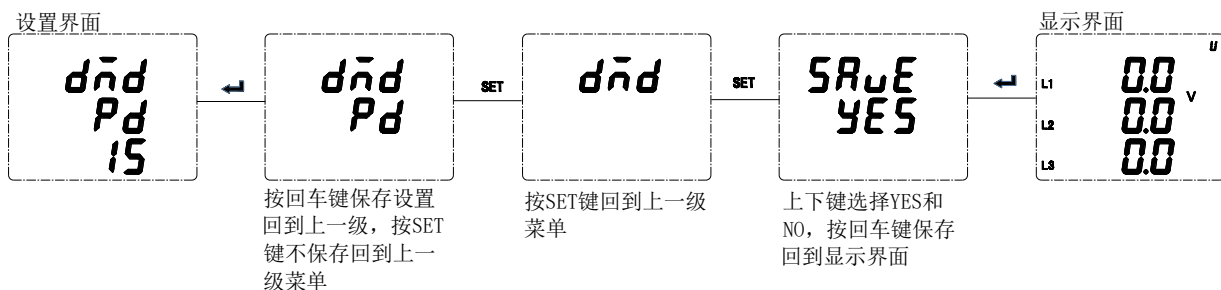 设置界面
dnd
Pd
15
dnd
Pd
SET
dnd
SET
SAvE
YES
显示界面
u
L1 0.0
V
L2 0.0
L3 0.0
按回车键保存设置
回到上一级，按SET
键不保存回到上一
级菜单
按SET键回到上一级
菜单
上下键选择YES和
NO，按回车键保存
回到显示界面